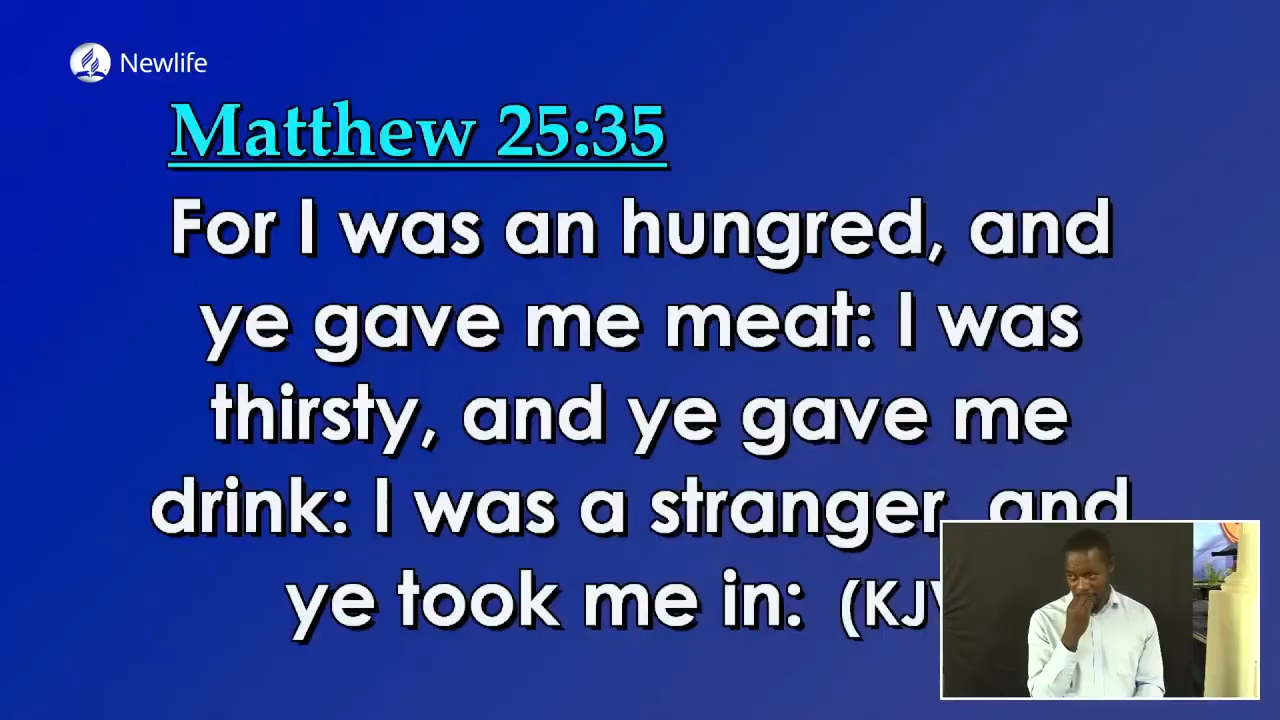 Newlife
Matthew 25:35
For I was an hungred, and
ye gave me meat: I was
thirsty, and ye gave me
drink: I was a stranger and
ye took me in: (KJV